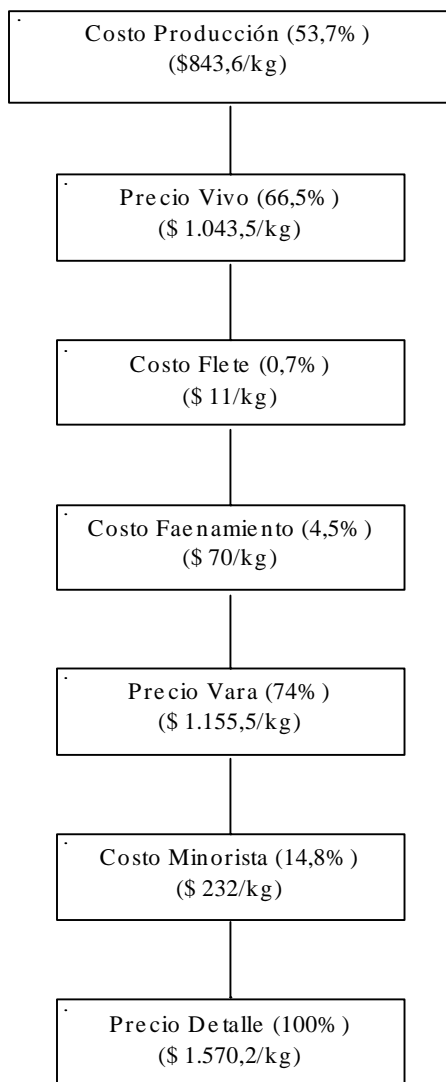 Costo Producción (53,7%)
($843,6/kg)
Precio Vivo (66,5%)
($ 1.043,5/kg)
Costo Flete (0,7%)
($ 11/kg)
Costo Faenamiento (4,5%)
($ 70/kg)
Precio Vara (74%)
($ 1.155,5/kg)
Costo Minorista (14,8%)
($ 232/kg)
Precio Detalle (100%)
($ 1.570,2/kg)